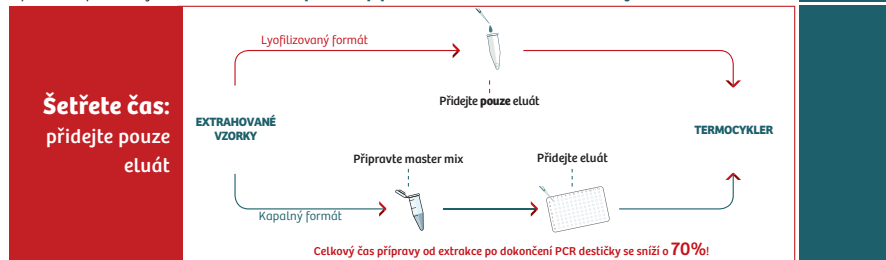 Šetřete čas:
přidejte pouze
eluát
Lyofilizovaný formát
Přidejte pouze eluát
EXTRAHOVANÉ
VZORKY
TERMOCYKLER
Připravte master mix
Přidejte eluát
Kapalný formát
Celkový čas přípravy od extrakce po dokončení PCR destičky se sníží o 70%!